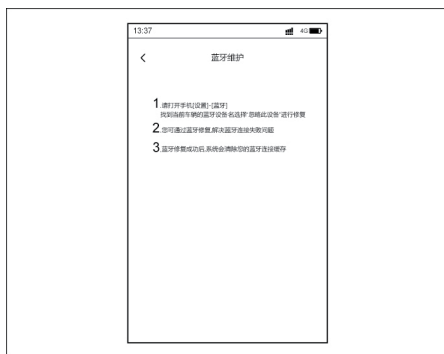 13:37 4G
蓝牙维护
1.请打开手机[设置]-[蓝牙]
找到当前车辆的蓝牙设备名选择"忽略此设备"进行修复
2.您可通过蓝牙修复,解决蓝牙连接失败问题
3.蓝牙修复成功后,系统会清除您的蓝牙连接缓存